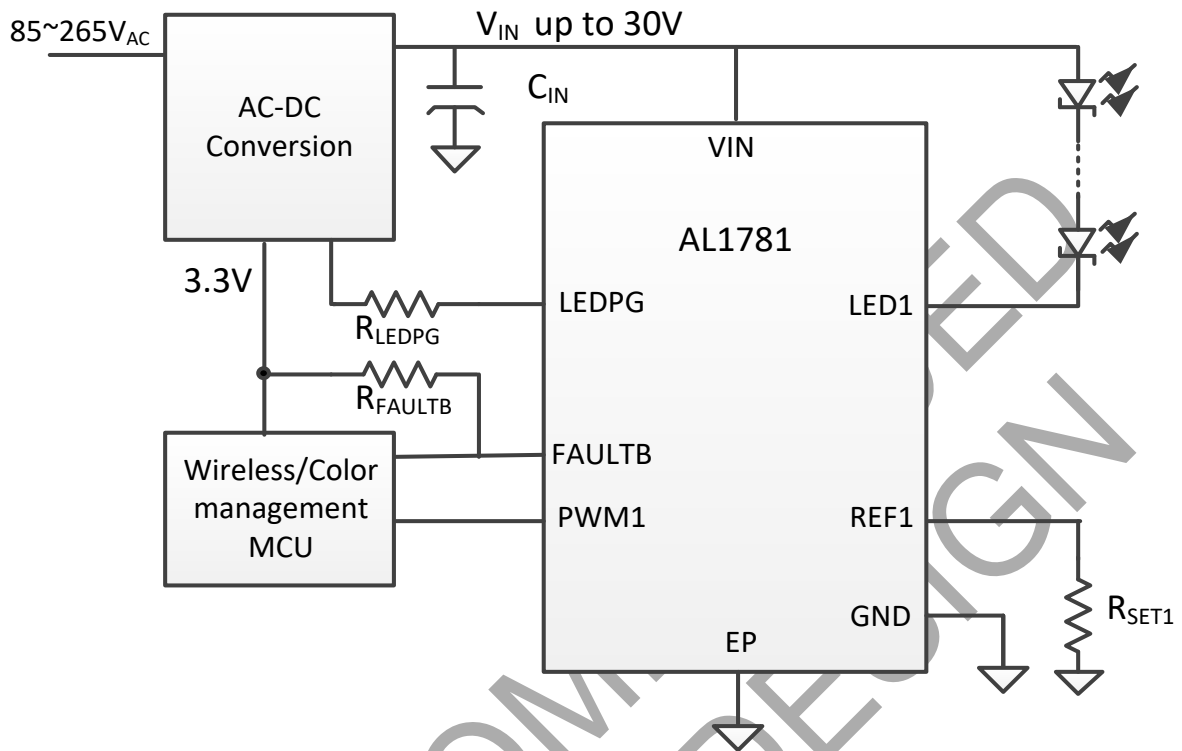 85~265VAC
VIN up to 30V
AC-DC
Conversion
CIN
VIN
AL1781
3.3V
LEDPG
LED1
RLEDPG
RFAULTB
FAULTB
Wireless/Color
management
MCU
PWM1
REF1
GND
RSET1
EP
DESIGN